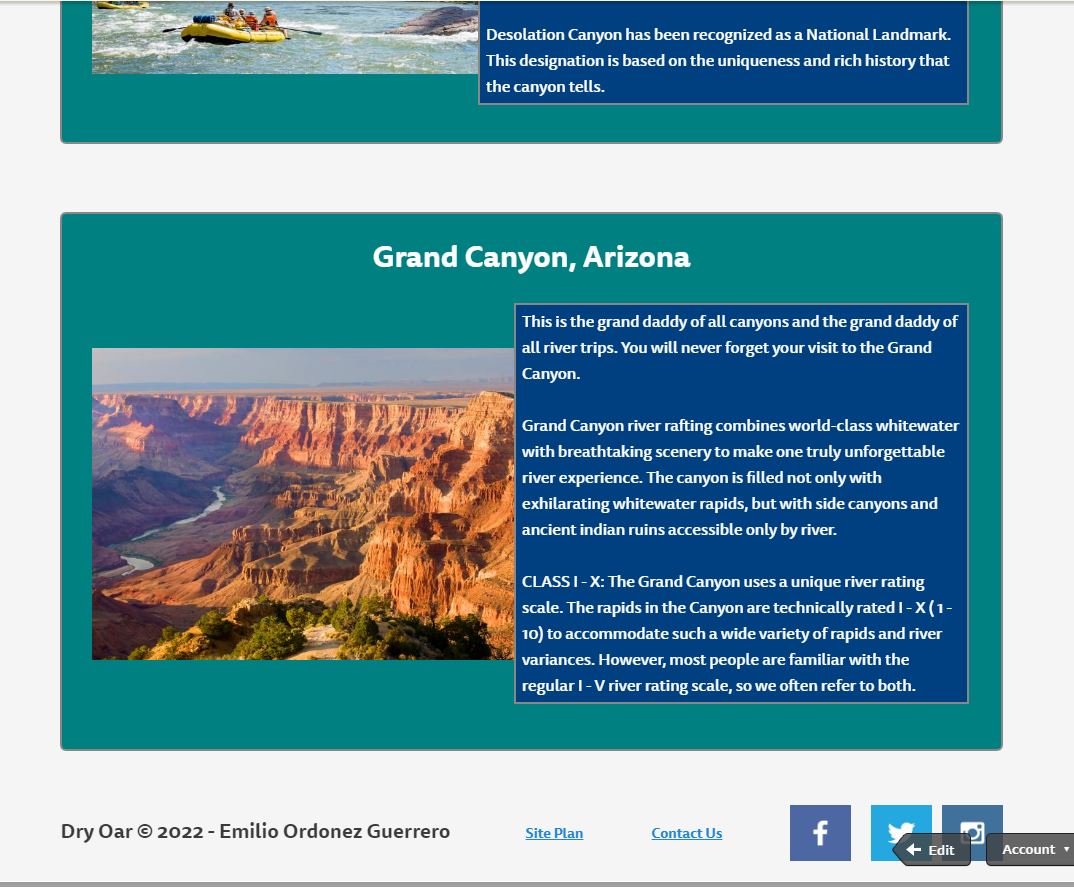 Desolation Canyon has been recognized as a National Landmark.
This designation is based on the uniqueness and rich history that
the canyon tells.
Grand Canyon, Arizona
This is the grand daddy of all canyons and the grand daddy of
all river trips. You will never forget your visit to the Grand
Canyon.
Grand Canyon river rafting combines world-class whitewater
with breathtaking scenery to make one truly unforgettable
river experience. The canyon is filled not only with
exhilarating whitewater rapids, but with side canyons and
ancient indian ruins accessible only by river.
CLASS I - X: The Grand Canyon uses a unique river rating
scale. The rapids in the Canyon are technically rated I - X ( 1 -
10) to accommodate such a wide variety of rapids and river
variances. However, most people are familiar with the
regular I - V river rating scale, so we often refer to both.
Dry Oar © 2022 - Emilio Ordonez Guerrero
Site Plan
Contact Us
Edit
Account